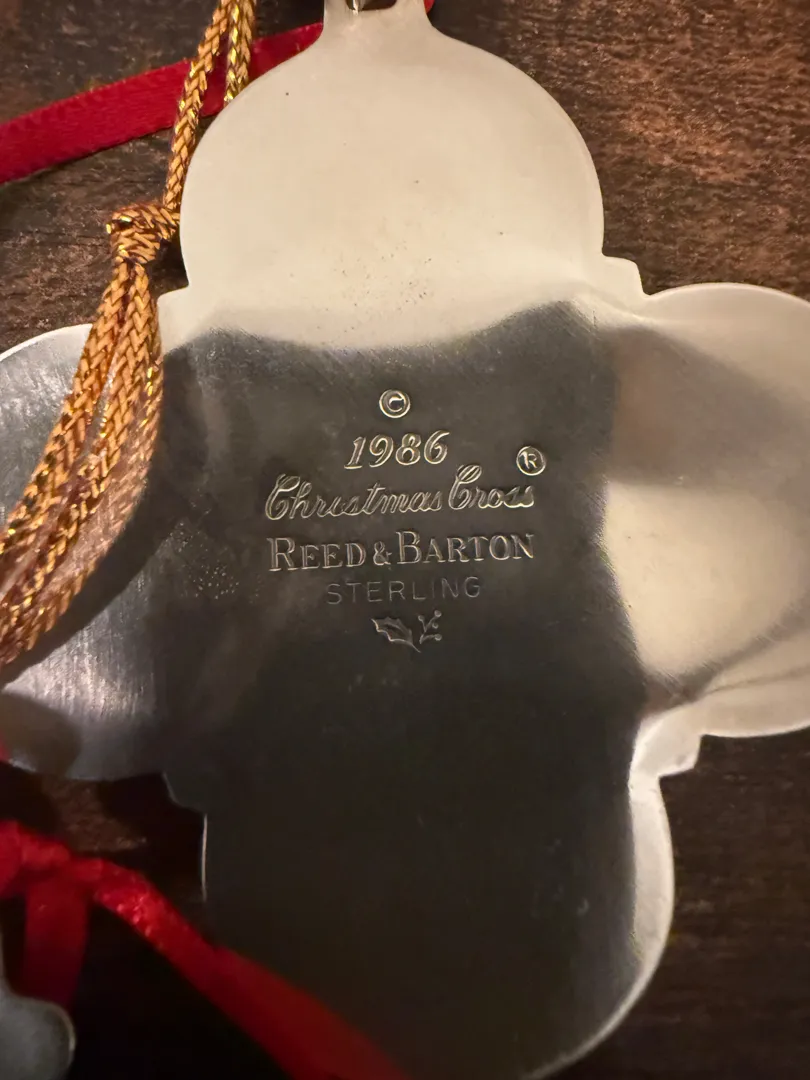 ©
1986
Christmas Cross ®
REED & BARTON
STERLING